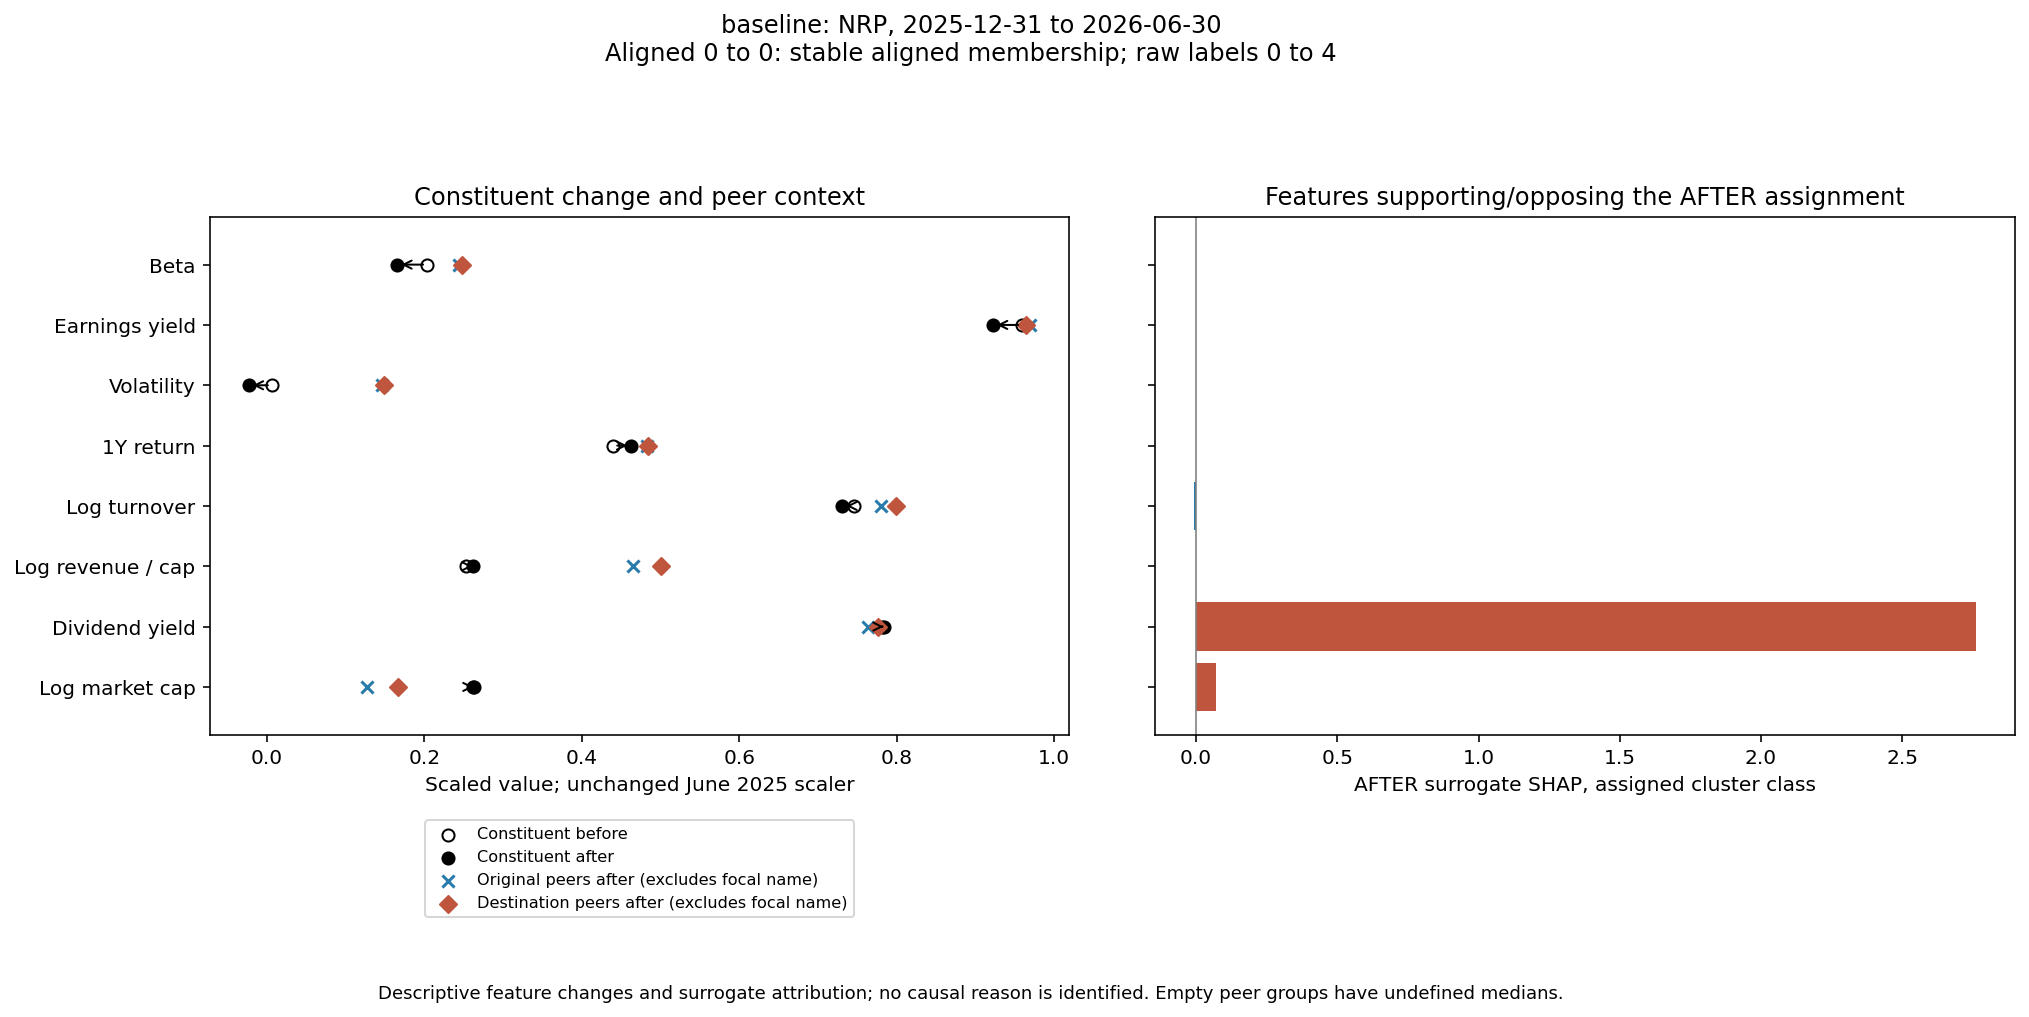 baseline: NRP, 2025-12-31 to 2026-06-30
Aligned 0 to 0: stable aligned membership; raw labels 0 to 4
Constituent change and peer context
Beta
Earnings yield
Volatility
1Y return
Log turnover
Log revenue / cap
Dividend yield
Log market cap
0.0 0.2 0.4 0.6 0.8 1.0
Scaled value; unchanged June 2025 scaler
Constituent before
Constituent after
Original peers after (excludes focal name)
Destination peers after (excludes focal name)
Features supporting/opposing the AFTER assignment
0.0 0.5 1.0 1.5 2.0 2.5
AFTER surrogate SHAP, assigned cluster class
Descriptive feature changes and surrogate attribution; no causal reason is identified. Empty peer groups have undefined medians.